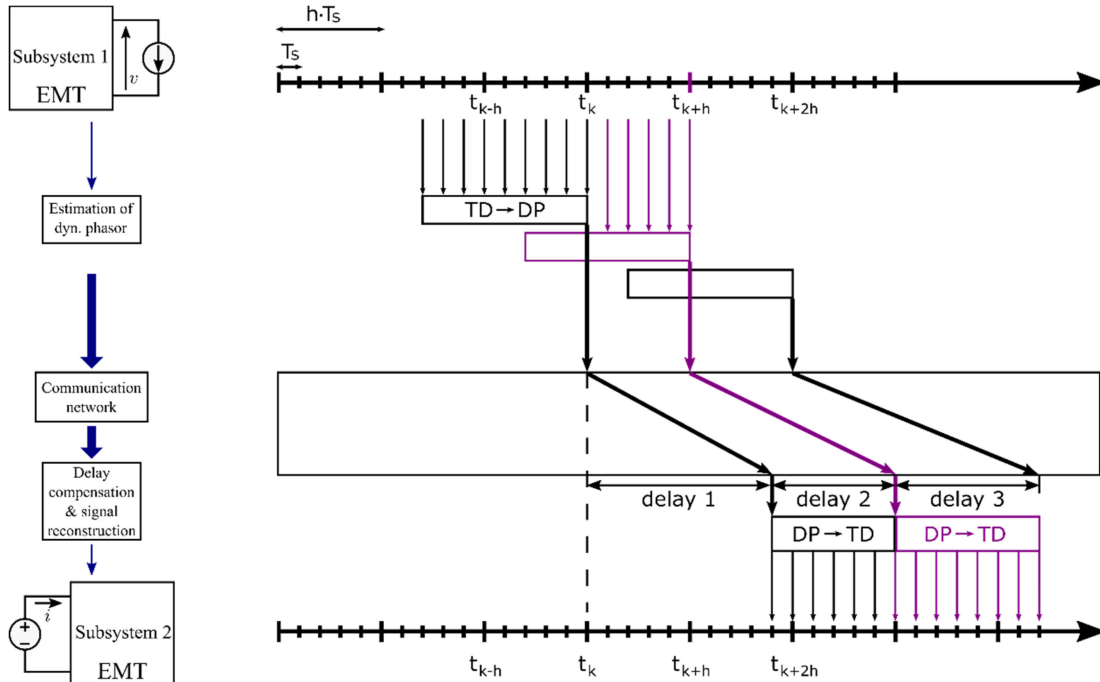 Subsystem 1
EMT
v
Estimation of
dyn. phasor
Communication
network
Delay
compensation
& signal
reconstruction
i
Subsystem 2
EMT
h·Ts
Ts
tk-h
tk
tk+h
tk+2h
TD→DP
delay 1
delay 2
delay 3
DP→TD
DP→TD
tk-h
tk
tk+h
tk+2h